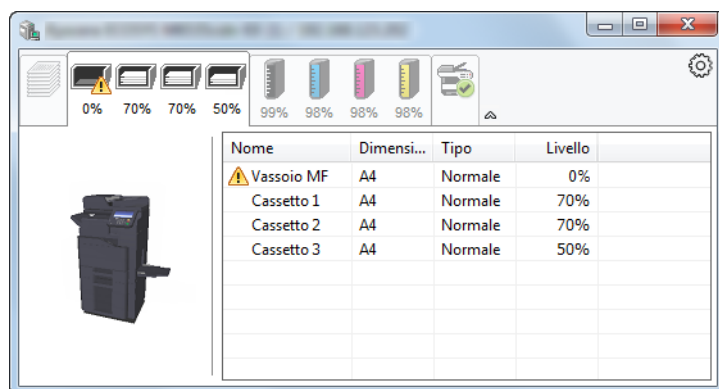 0% 70% 70% 50% 99% 98% 98% 98%
Nome Dimensi... Tipo Livello
Vassoio MF A4 Normale 0%
Cassetto 1 A4 Normale 70%
Cassetto 2 A4 Normale 70%
Cassetto 3 A4 Normale 50%